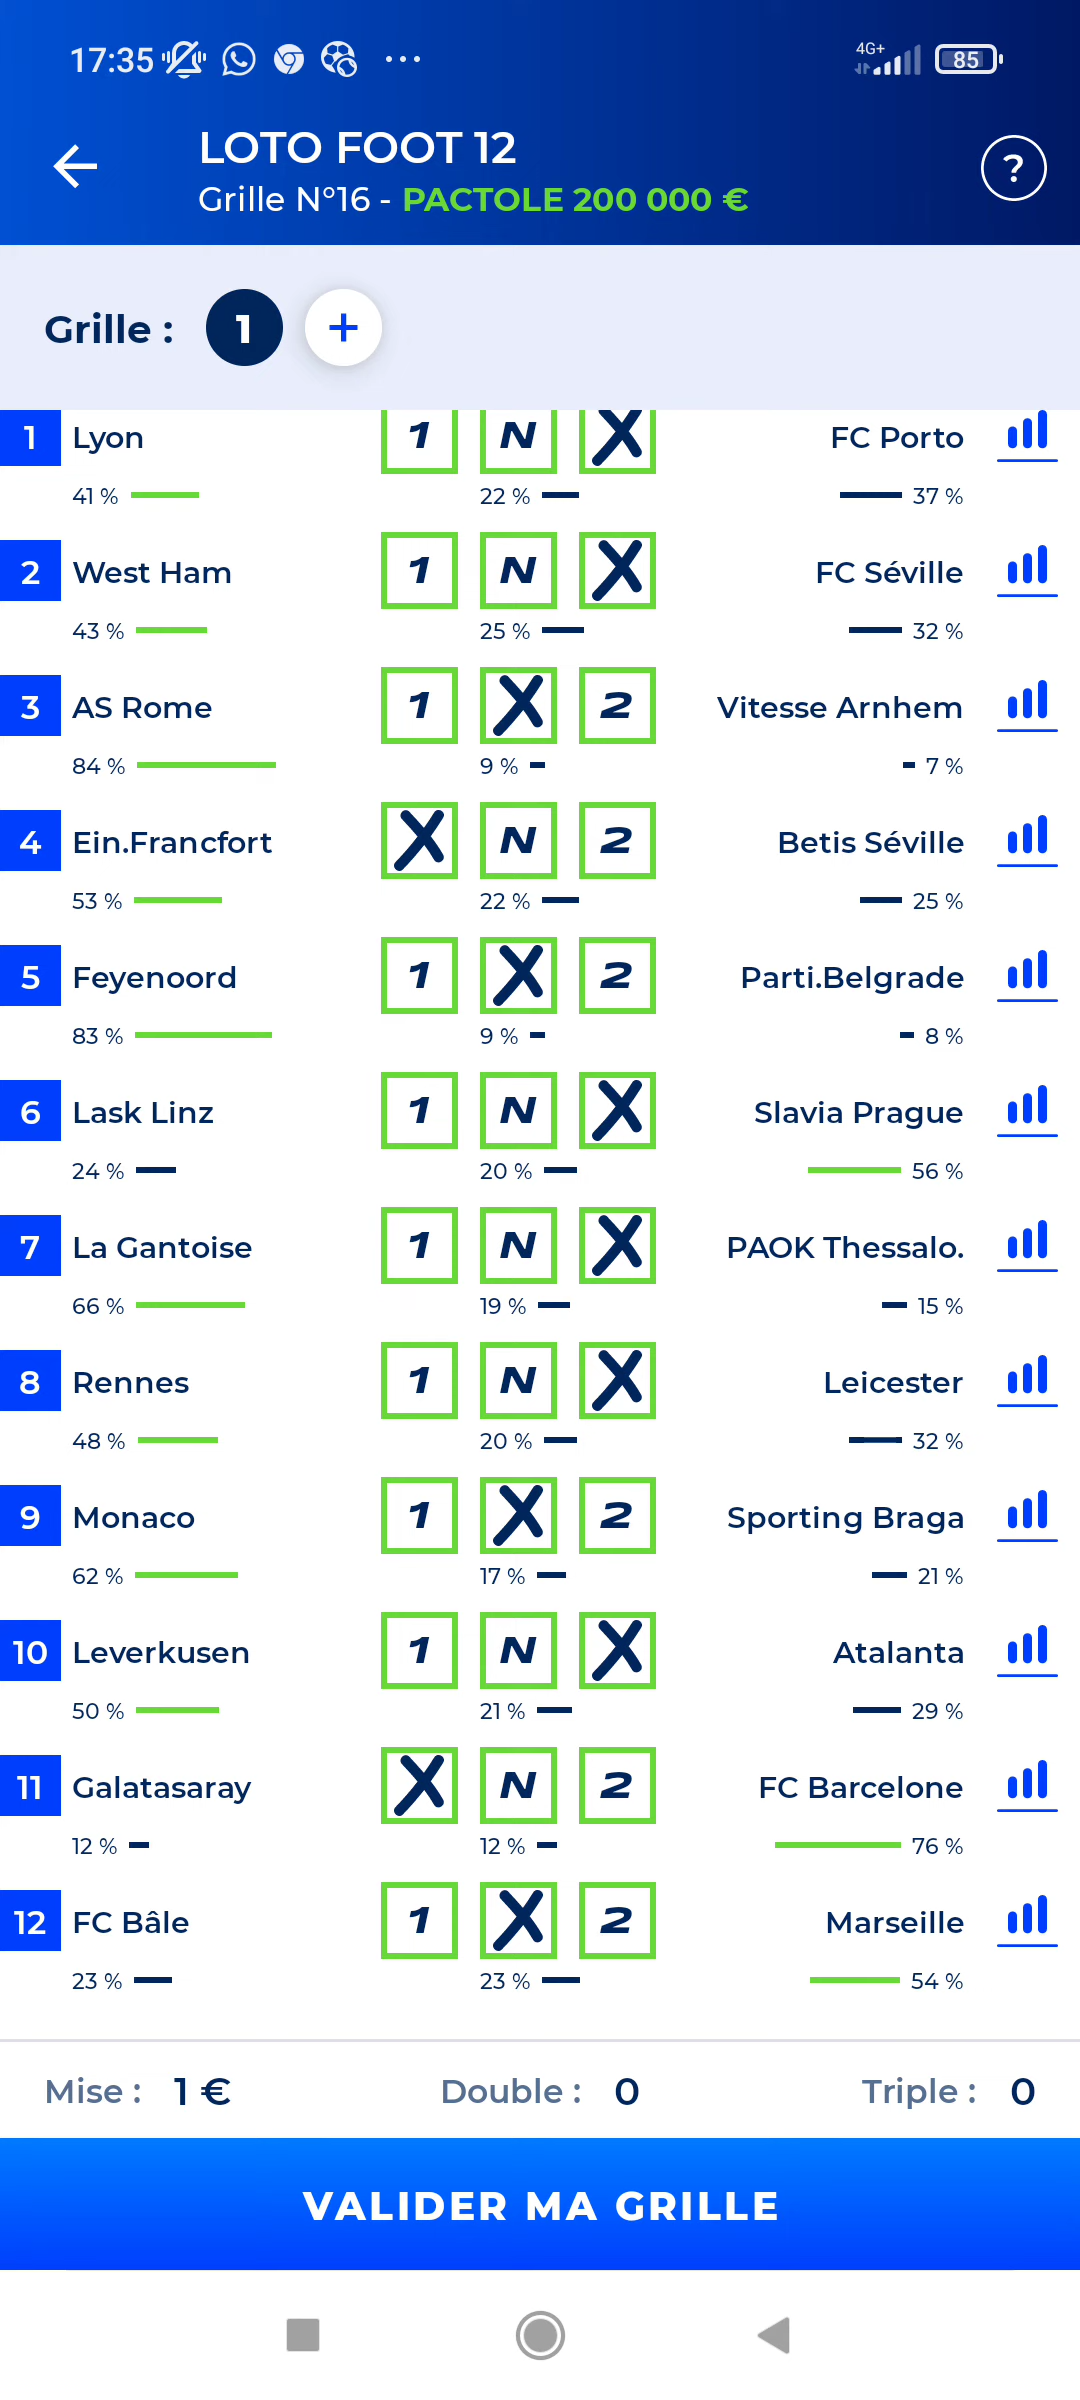 17:35 4G+ 85
LOTO FOOT 12
Grille N°16 - PACTOLE 200 000 €
?
Grille : 1 +
1 Lyon 1 N X FC Porto
41 % 22 % 37 %
2 West Ham 1 N X FC Séville
43 % 25 % 32 %
3 AS Rome 1 X 2 Vitesse Arnhem
84 % 9 % 7 %
4 Ein.Francfort X N 2 Betis Séville
53 % 22 % 25 %
5 Feyenoord 1 X 2 Parti.Belgrade
83 % 9 % 8 %
6 Lask Linz 1 N X Slavia Prague
24 % 20 % 56 %
7 La Gantoise 1 N X PAOK Thessalo.
66 % 19 % 15 %
8 Rennes 1 N X Leicester
48 % 20 % 32 %
9 Monaco 1 X 2 Sporting Braga
62 % 17 % 21 %
10 Leverkusen 1 N X Atalanta
50 % 21 % 29 %
11 Galatasaray X N 2 FC Barcelone
12 % 12 % 76 %
12 FC Bâle 1 X 2 Marseille
23 % 23 % 54 %
Mise : 1 € Double : 0 Triple : 0
VALIDER MA GRILLE